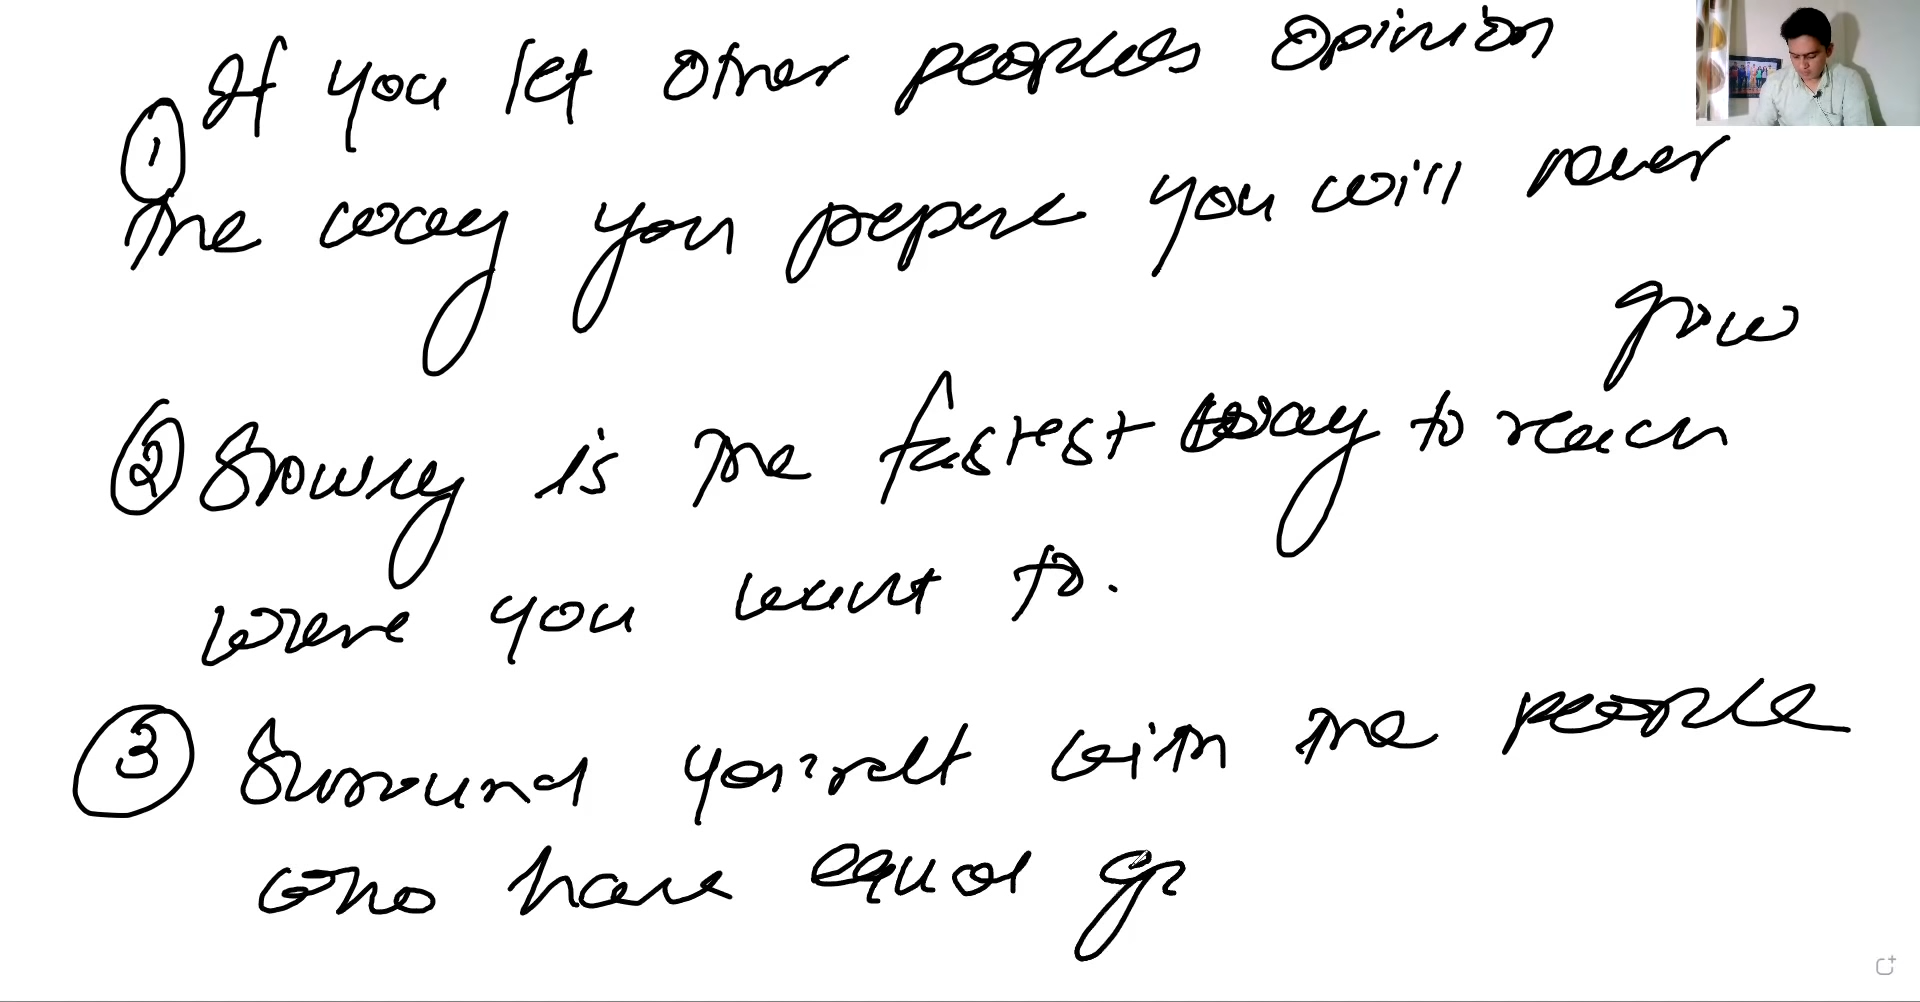 If you let other peoples opinion
①
the way you prepare you will never
grow
② Slowly is the fastest way to reach
where you want to.
③ Surround yourself with the people
who have equal